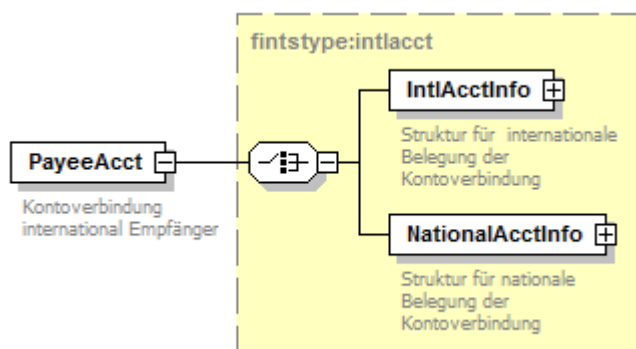 fintstype:intlacct
IntlAcctInfo
Struktur für internationale
Belegung der
Kontoverbindung
PayeeAcct
Kontoverbindung
international Empfänger
NationalAcctInfo
Struktur für nationale
Belegung der
Kontoverbindung